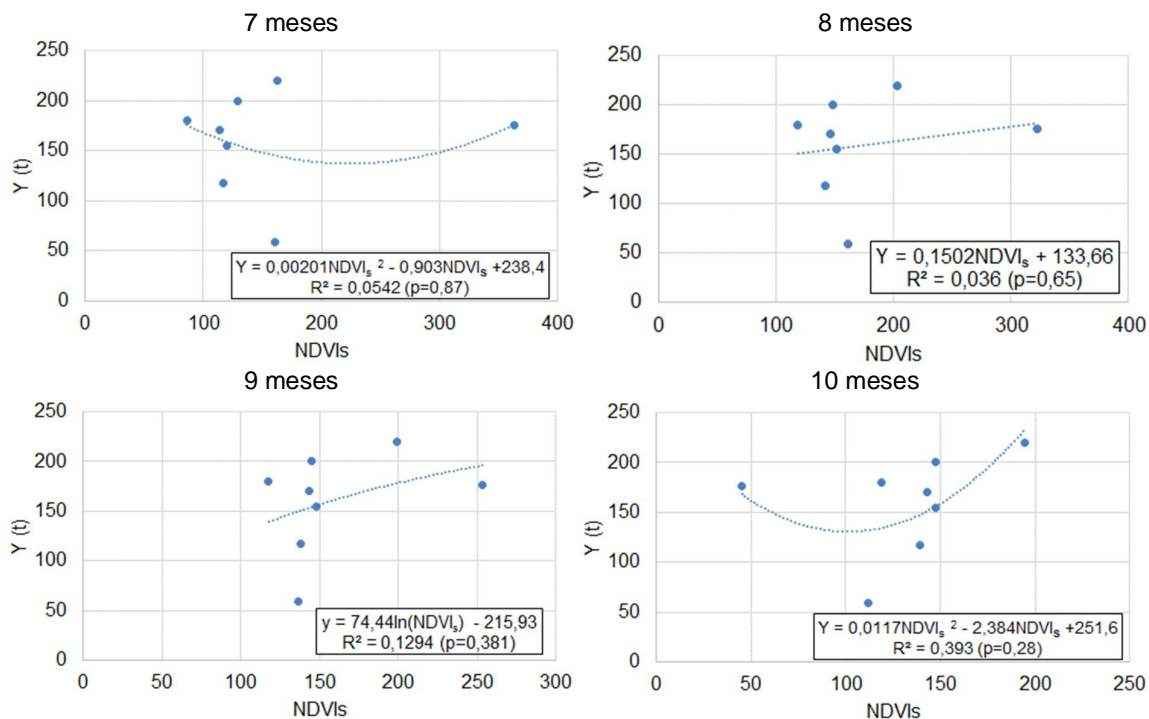 7 meses
250
200
150
100
50
0
Y (t)
Y = 0,00201NDVIₛ ² - 0,903NDVIₛ +238,4
R² = 0,0542 (p=0,87)
0 100 200 300 400
NDVIs
8 meses
250
200
150
100
50
0
Y (t)
Y = 0,1502NDVIₛ + 133,66
R² = 0,036 (p=0,65)
0 100 200 300 400
NDVIs
9 meses
250
200
150
100
50
0
Y (t)
y = 74,44ln(NDVIₛ) - 215,93
R² = 0,1294 (p=0,381)
0 50 100 150 200 250 300
NDVIs
10 meses
250
200
150
100
50
0
Y (t)
Y = 0,0117NDVIₛ ² - 2,384NDVIₛ +251,6
R² = 0,393 (p=0,28)
0 50 100 150 200 250
NDVIs